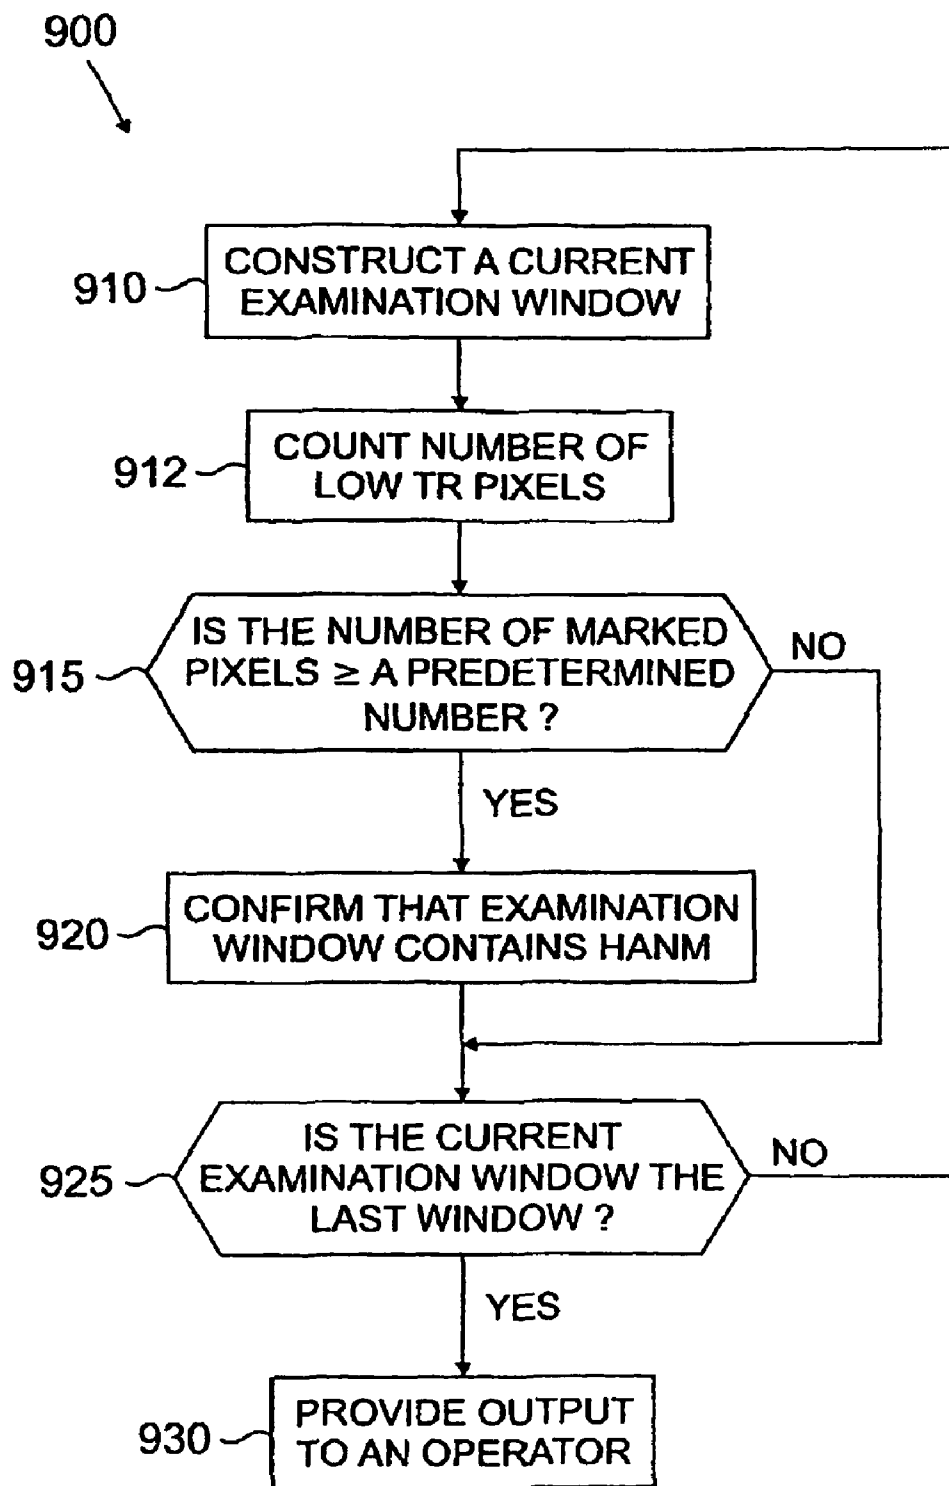 900
910
CONSTRUCT A CURRENT
EXAMINATION WINDOW
912
COUNT NUMBER OF
LOW TR PIXELS
915
IS THE NUMBER OF MARKED
PIXELS ≥ A PREDETERMINED
NUMBER ?
NO
YES
920
CONFIRM THAT EXAMINATION
WINDOW CONTAINS HANM
925
IS THE CURRENT
EXAMINATION WINDOW THE
LAST WINDOW ?
NO
YES
930
PROVIDE OUTPUT
TO AN OPERATOR